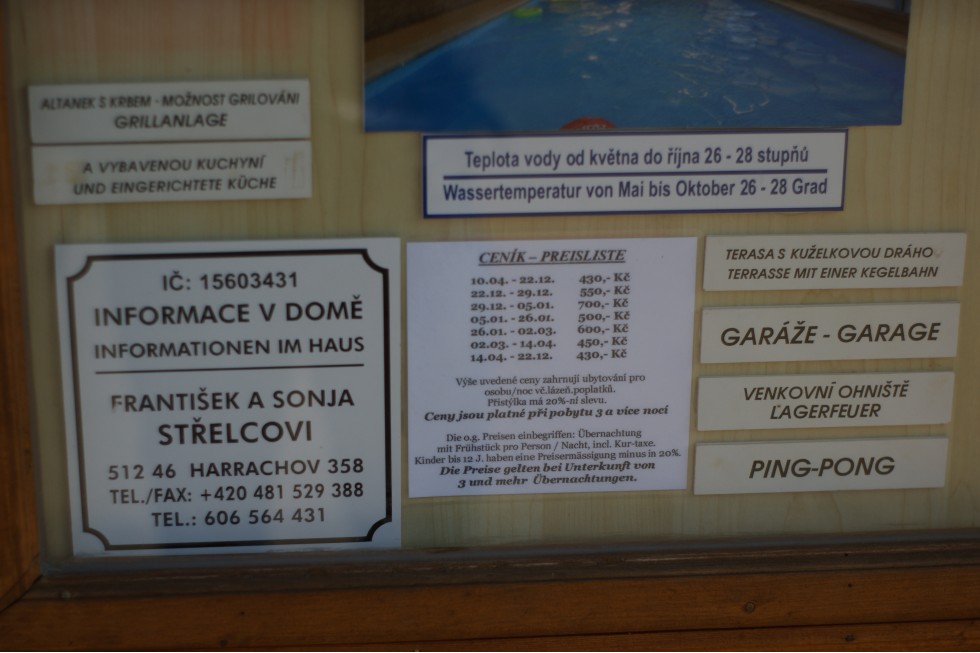 ALTANEK S KRBEM - MOŽNOST GRILOVÁNI
GRILLANLAGE
A VYBAVENOU KUCHYNÍ
UND EINGERICHTETE KÜCHE
Teplota vody od května do října 26 - 28 stupňů
Wassertemperatur von Mai bis Oktober 26 - 28 Grad
IČ: 15603431
INFORMACE V DOMĚ
INFORMATIONEN IM HAUS
FRANTIŠEK A SONJA
STŘELCOVI
512 46 HARRACHOV 358
TEL./FAX: +420 481 529 388
TEL.: 606 564 431
CENÍK – PREISLISTE
10.04. - 22.12. 430,- Kč
22.12. - 29.12. 550,- Kč
29.12. - 05.01. 700,- Kč
05.01. - 26.01. 500,- Kč
26.01. - 02.03. 600,- Kč
02.03. - 14.04. 450,- Kč
14.04. - 22.12. 430,- Kč
Výše uvedené ceny zahrnují ubytování pro
osobu/noc vč.lázeň.poplatků.
Přistýlka má 20%-ní slevu.
Ceny jsou platné při pobytu 3 a více nocí
Die o.g. Preisen einbegriffen: Übernachtung
mit Frühstück pro Person / Nacht, incl. Kur-taxe.
Kinder bis 12 J. haben eine Preisermässigung minus in 20%.
Die Preise gelten bei Unterkunft von
3 und mehr Übernachtungen.
TERASA S KUŽELKOVOU DRÁHO
TERRASSE MIT EINER KEGELBAHN
GARÁŽE - GARAGE
VENKOVNÍ OHNIŠTĚ
ĽAGERFEUER
PING-PONG